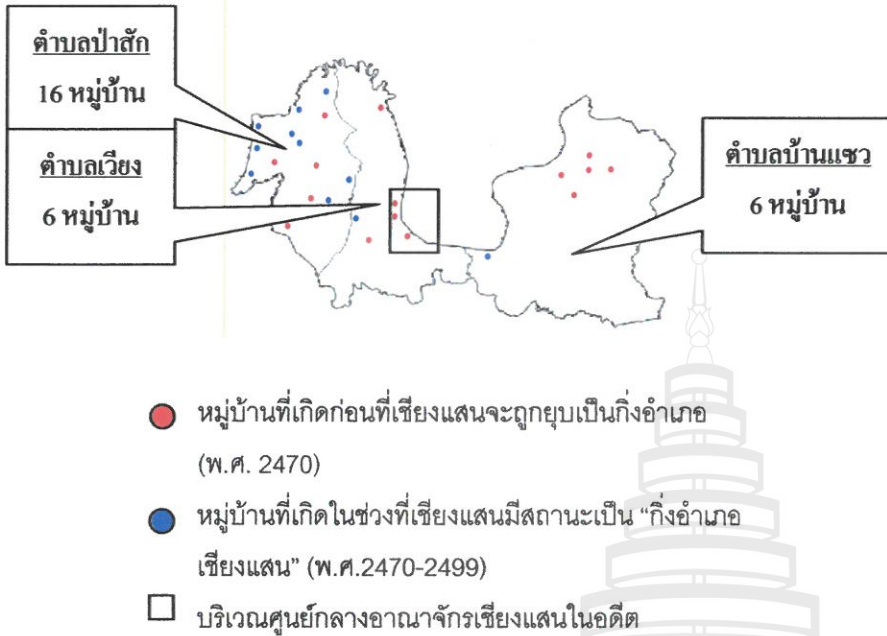 ตำบลป่าสัก
16 หมู่บ้าน
ตำบลเวียง
6 หมู่บ้าน
ตำบลบ้านแซว
6 หมู่บ้าน
หมู่บ้านที่เกิดก่อนที่เชียงแสนจะถูกยุบเป็นกิ่งอำเภอ
(พ.ศ. 2470)
หมู่บ้านที่เกิดในช่วงที่เชียงแสนมีสถานะเป็น “กิ่งอำเภอ
เชียงแสน” (พ.ศ.2470-2499)
บริเวณศูนย์กลางอาณาจักรเชียงแสนในอดีต